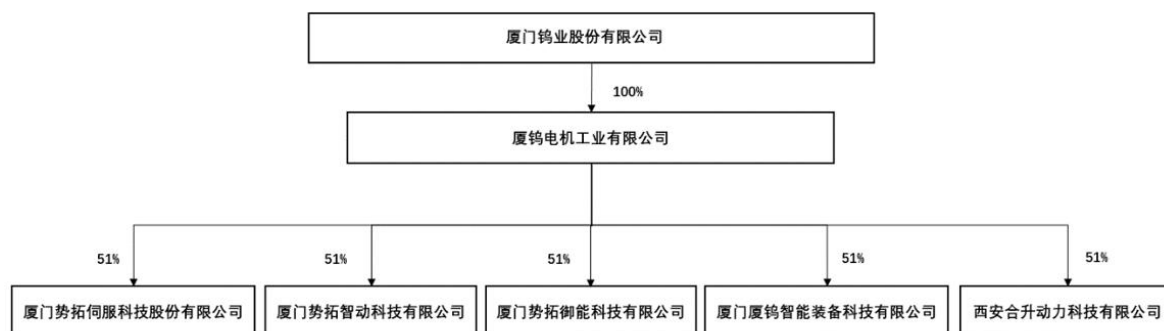 厦门钨业股份有限公司
100%
厦钨电机工业有限公司
51%
51%
51%
51%
51%
厦门势拓伺服科技股份有限公司
厦门势拓智动科技有限公司
厦门势拓御能科技有限公司
厦门厦钨智能装备科技有限公司
西安合升动力科技有限公司